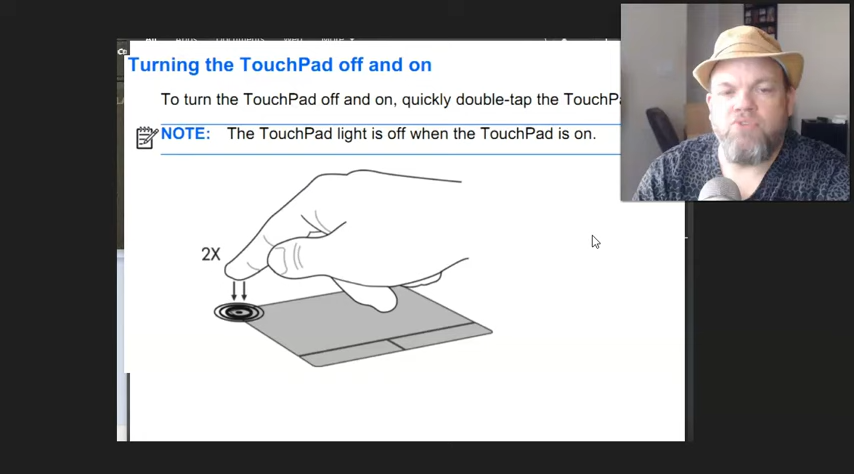 Turning the TouchPad off and on
To turn the TouchPad off and on, quickly double-tap the
NOTE: The TouchPad light is off when the TouchPad is on.
2X